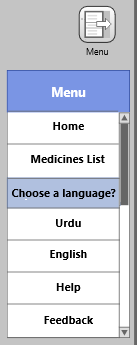 Menu
Menu
Home
Medicines List
Choose a language?
Urdu
English
Help
Feedback